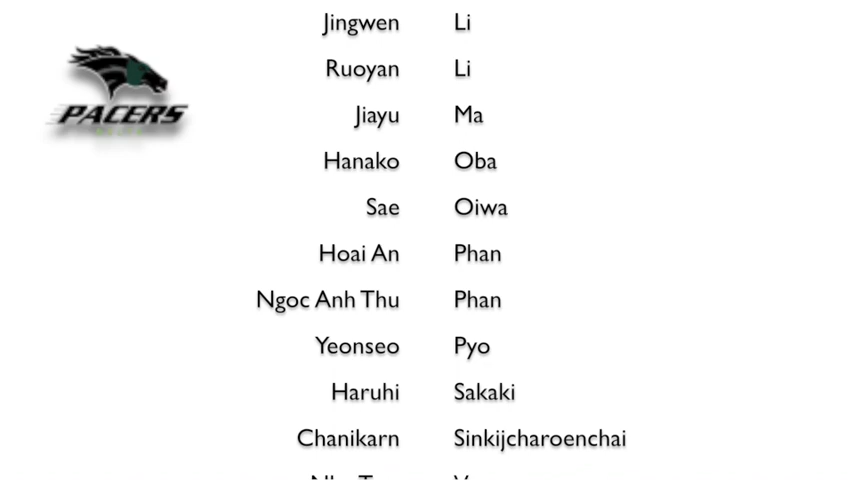 PACERS
Jingwen Li
Ruoyan Li
Jiayu Ma
Hanako Oba
Sae Oiwa
Hoai An Phan
Ngoc Anh Thu Phan
Yeonseo Pyo
Haruhi Sakaki
Chanikarn Sinkijcharoenchai